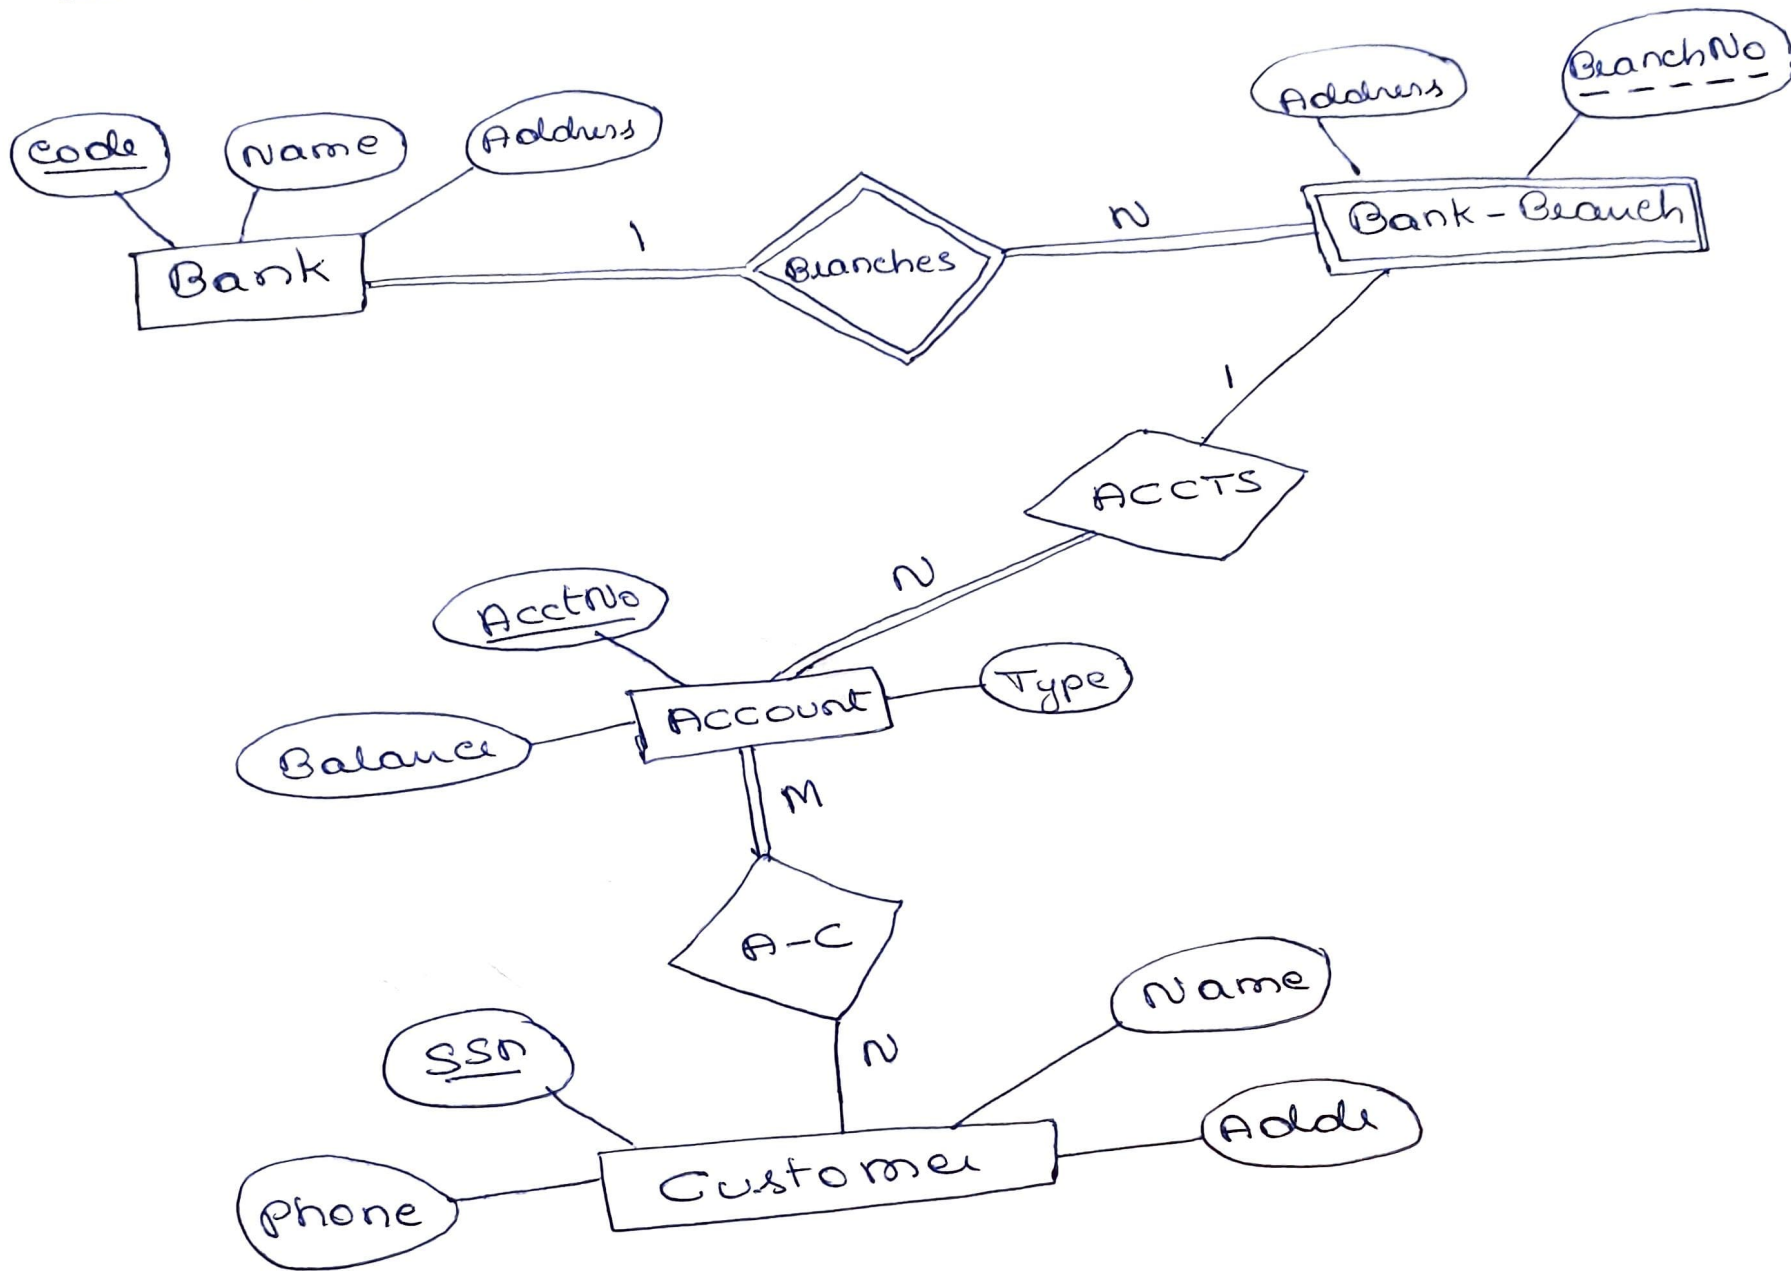 Address
BranchNo
Code
Name
Address
Bank
1
Branches
N
Bank - Branch
1
ACCTS
N
AcctNo
Type
Account
Balance
M
A-C
Name
SSn
N
Addr
Customer
Phone